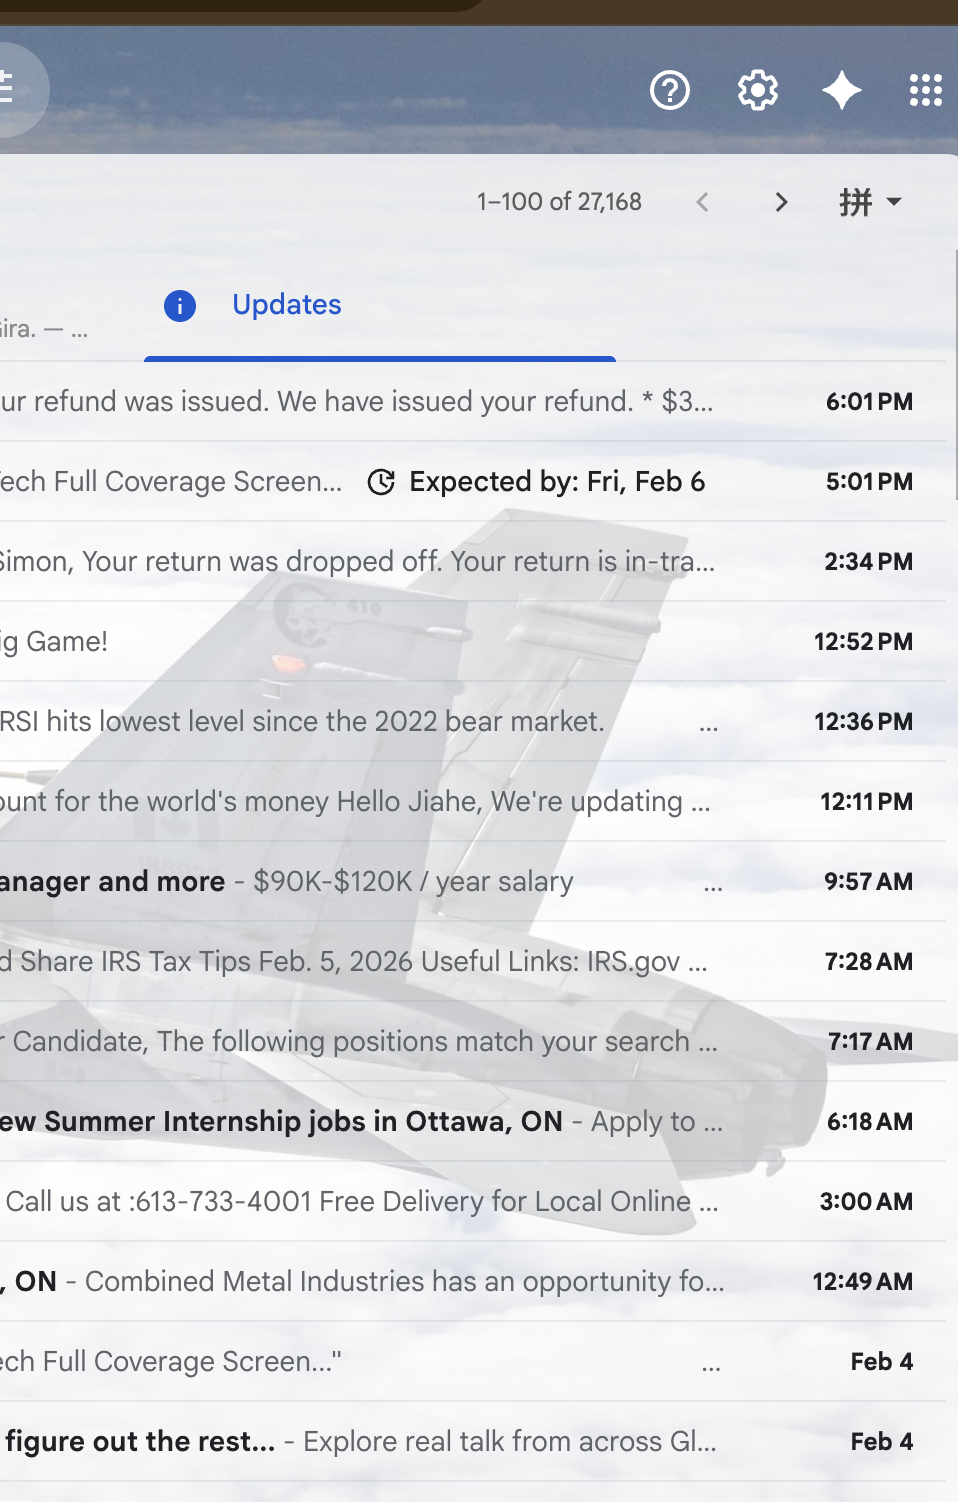 1–100 of 27,168
拼
Updates
ira. — ...
ur refund was issued. We have issued your refund. * $3... 6:01 PM
ech Full Coverage Screen... Expected by: Fri, Feb 6 5:01 PM
Simon, Your return was dropped off. Your return is in-tra... 2:34 PM
ig Game! 12:52 PM
RSI hits lowest level since the 2022 bear market. ... 12:36 PM
ount for the world's money Hello Jiahe, We're updating ... 12:11 PM
anager and more - $90K-$120K / year salary ... 9:57 AM
d Share IRS Tax Tips Feb. 5, 2026 Useful Links: IRS.gov ... 7:28 AM
r Candidate, The following positions match your search ... 7:17 AM
ew Summer Internship jobs in Ottawa, ON - Apply to ... 6:18 AM
Call us at :613-733-4001 Free Delivery for Local Online ... 3:00 AM
, ON - Combined Metal Industries has an opportunity fo... 12:49 AM
ech Full Coverage Screen..." ... Feb 4
figure out the rest... - Explore real talk from across Gl... Feb 4
410